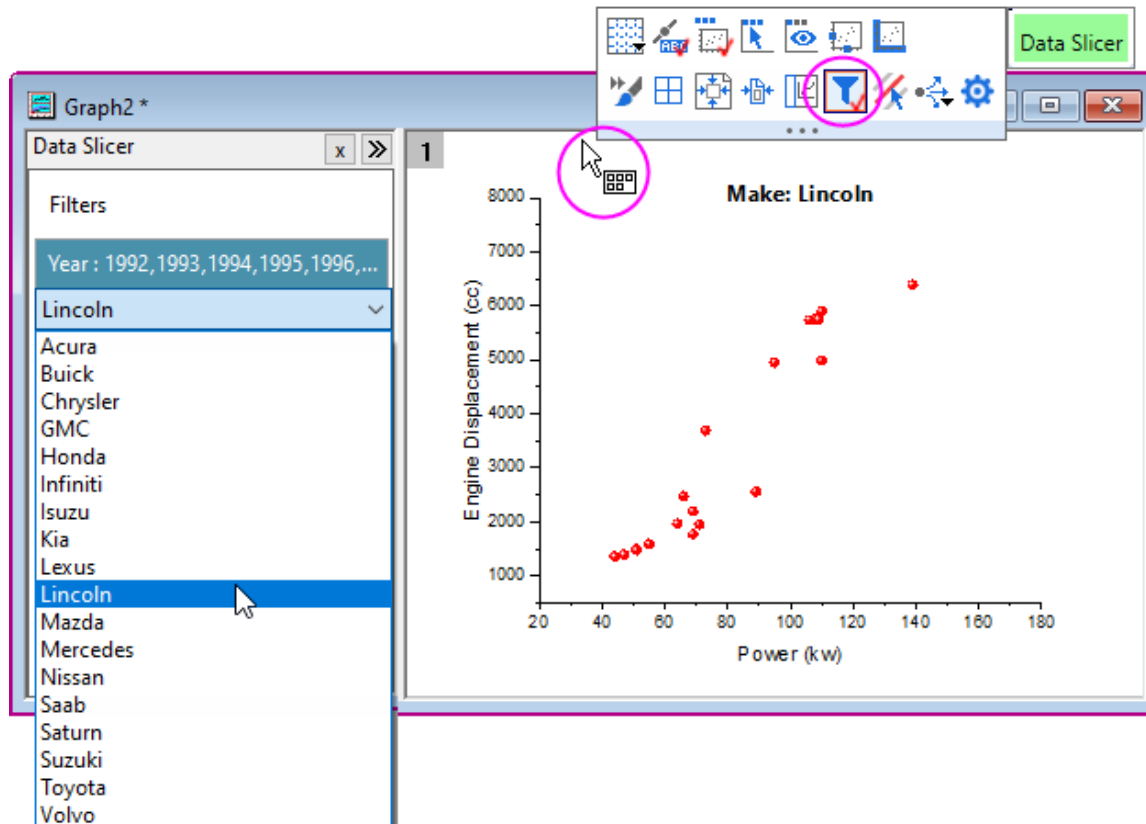 ABC
Data Slicer
Graph2 *
Data Slicer
x
Filters
Year : 1992,1993,1994,1995,1996,...
Lincoln
Acura
Buick
Chrysler
GMC
Honda
Infiniti
Isuzu
Kia
Lexus
Lincoln
Mazda
Mercedes
Nissan
Saab
Saturn
Suzuki
Toyota
Volvo
1
Make: Lincoln
8000
7000
6000
5000
4000
3000
2000
1000
Engine Displacement (cc)
20 40 60 80 100 120 140 160 180
Power (kw)